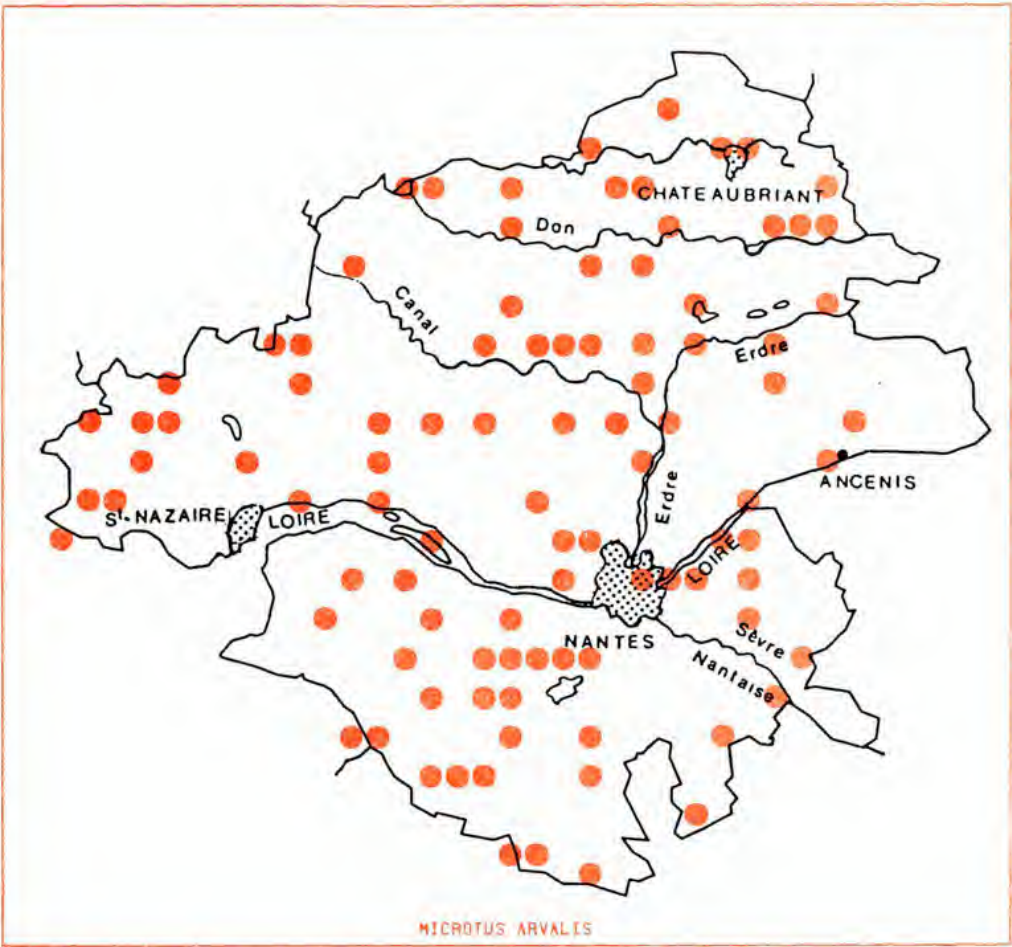 CHATEAUBRIANT
Don
Canal
Erdre
ANCENIS
Erdre
St-NAZAIRE
LOIRE
LOIRE
NANTES
Sèvre
Nantaise
MICROTUS ARVALIS